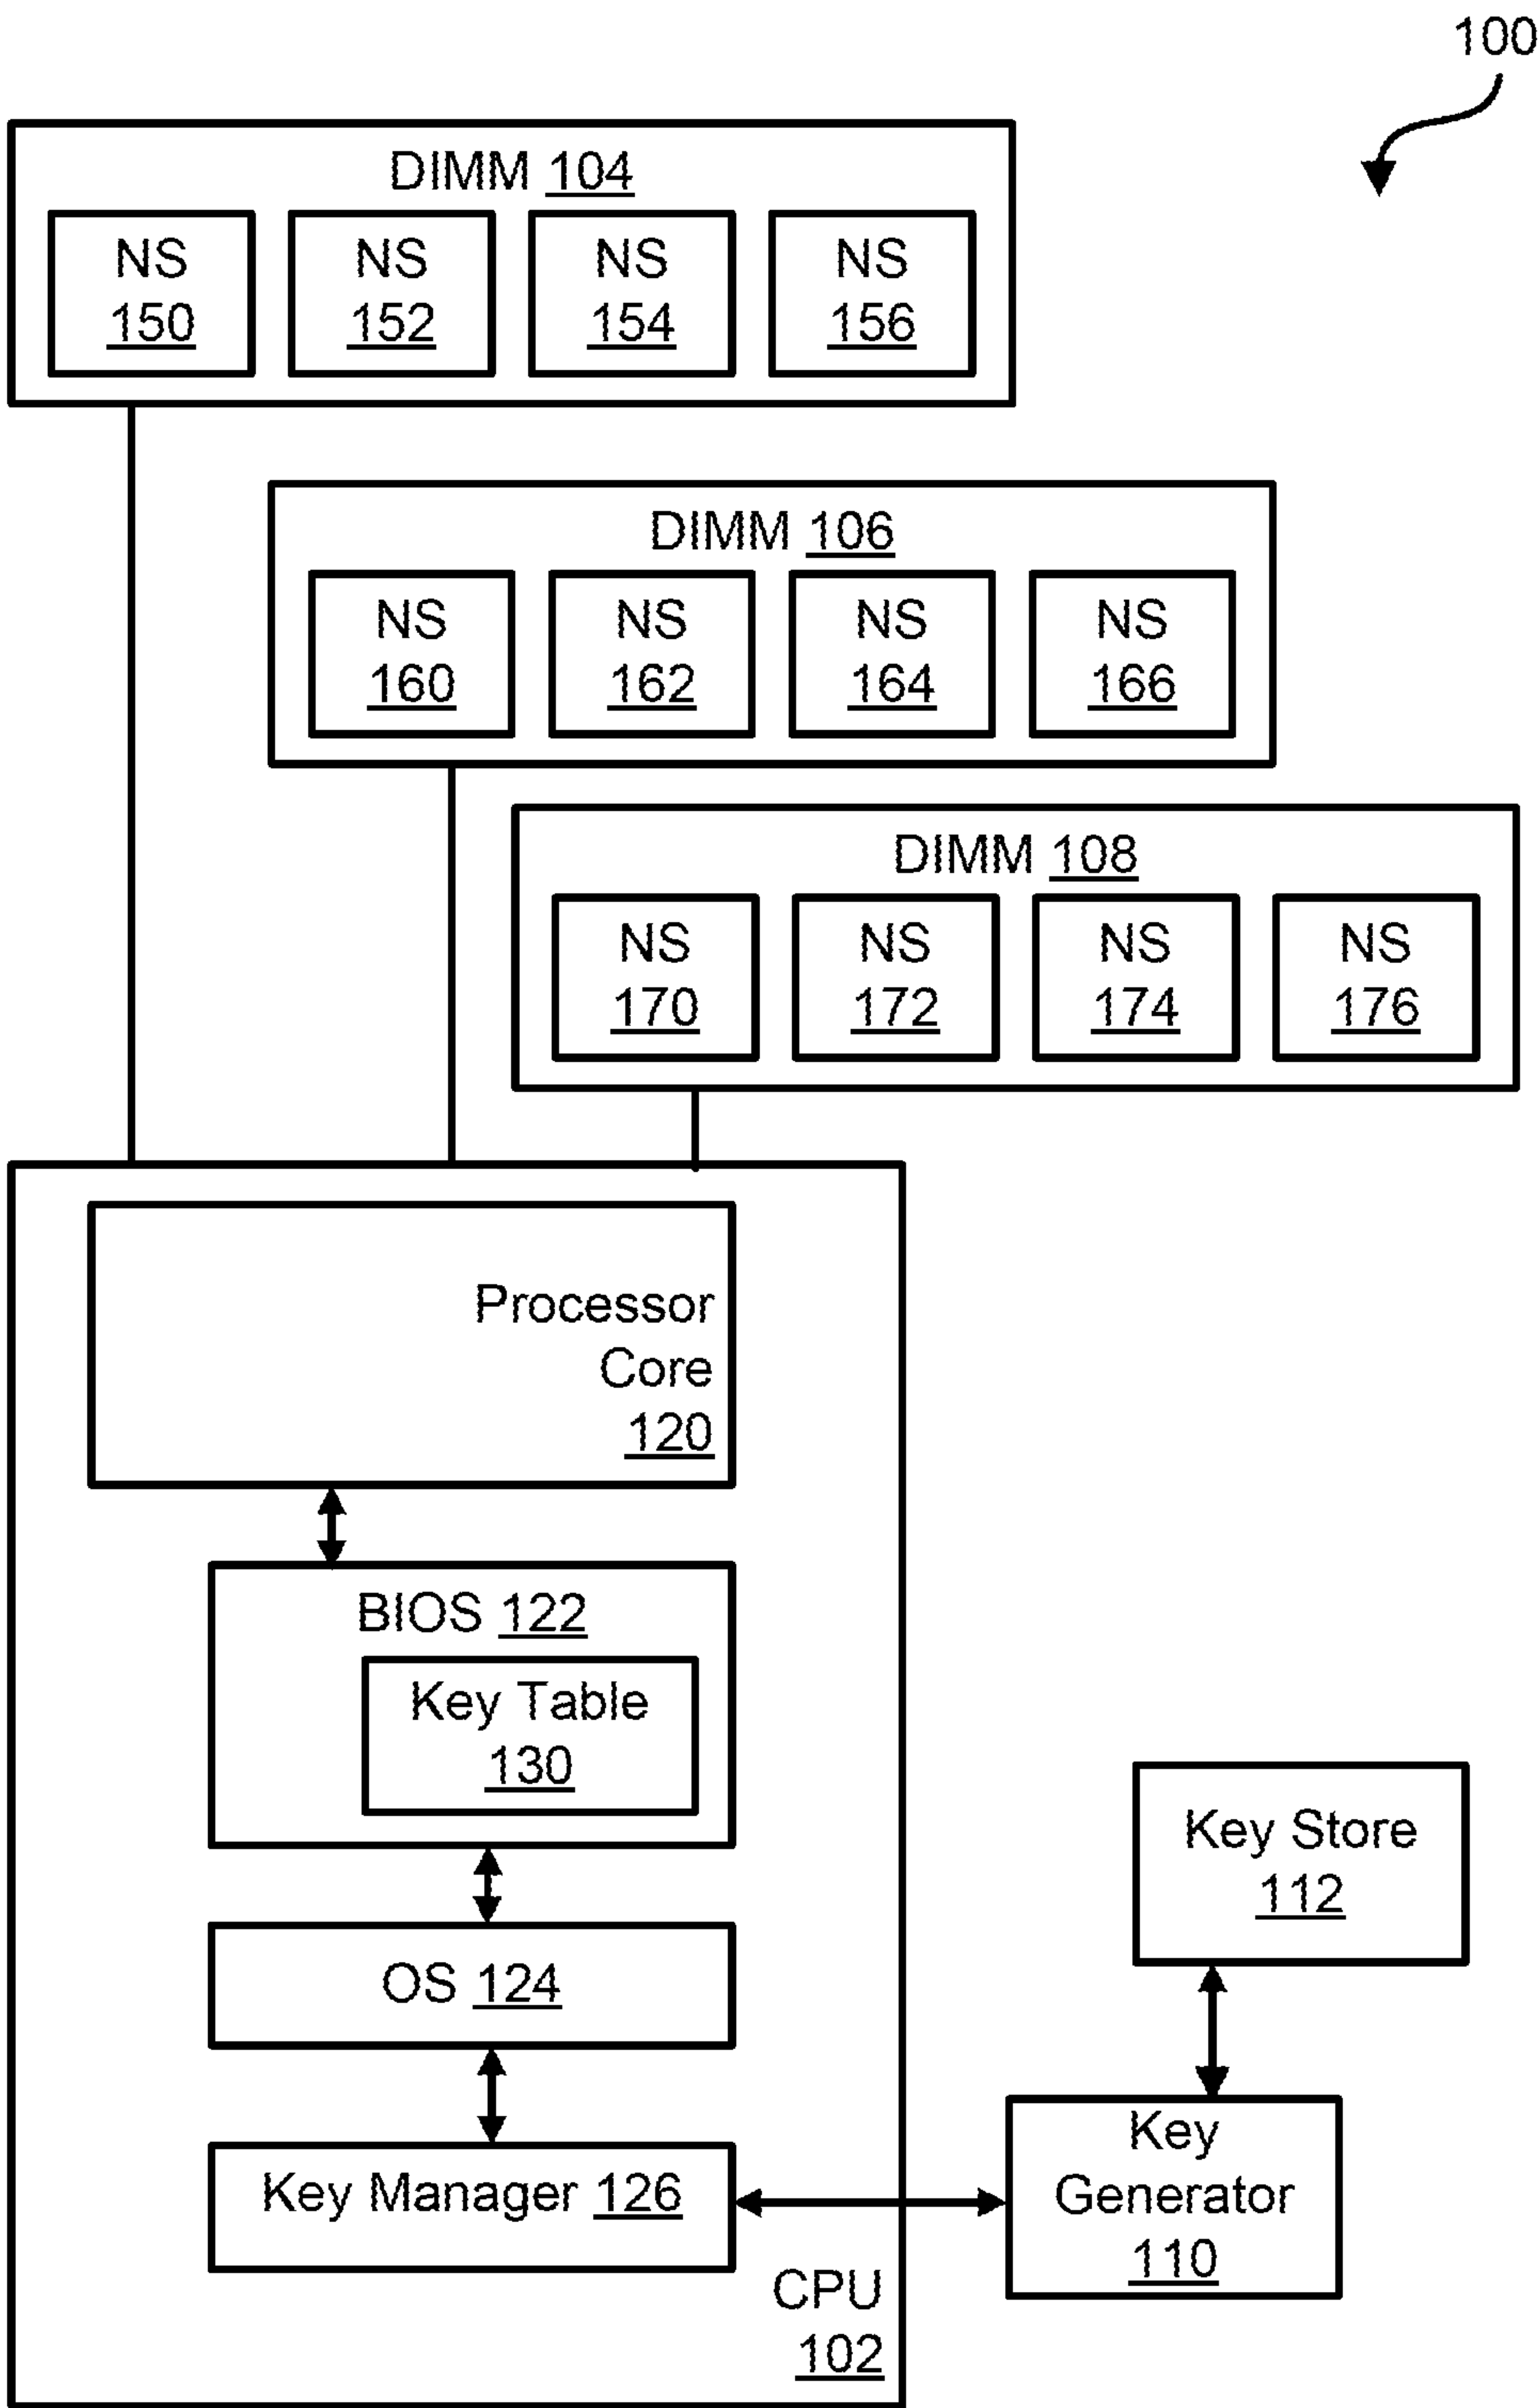 100
DIMM 104
NS
150
NS
152
NS
154
NS
156
DIMM 106
NS
160
NS
162
NS
164
NS
166
DIMM 108
NS
170
NS
172
NS
174
NS
176
Processor
Core
120
BIOS 122
Key Table
130
OS 124
Key Manager 126
CPU
102
Key Store
112
Key
Generator
110